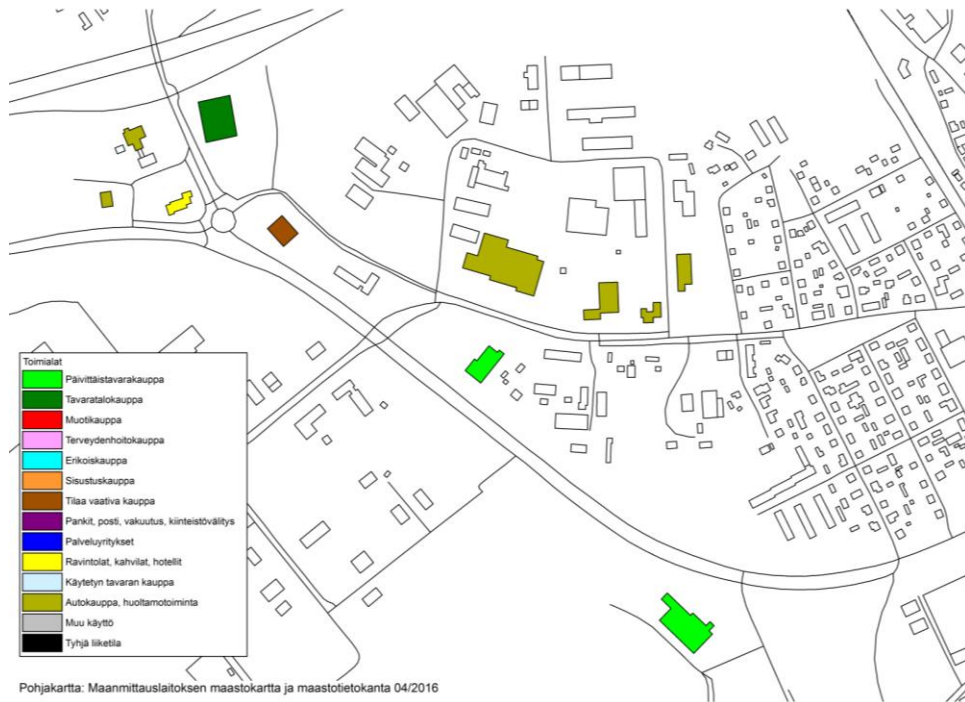 Toimialat
Päivittäistavarakauppa
Tavaratalokauppa
Muotikauppa
Terveydenhoitokauppa
Erikoiskauppa
Sisustuskauppa
Tilaa vaativa kauppa
Pankit, posti, vakuutus, kiinteistövälitys
Palveluyritykset
Ravintolat, kahvilat, hotellit
Käytetyn tavaran kauppa
Autokauppa, huoltamotoiminta
Muu käyttö
Tyhjä liiketila
Pohjakartta: Maanmittauslaitoksen maastokartta ja maastotietokanta 04/2016